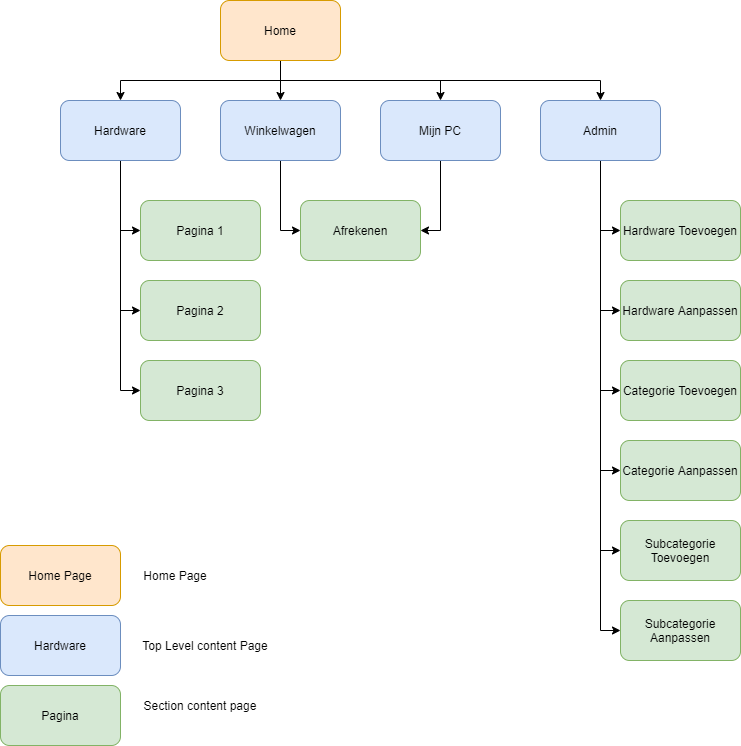 Home
Hardware
Winkelwagen
Mijn PC
Admin
Pagina 1
Afrekenen
Hardware Toevoegen
Pagina 2
Hardware Aanpassen
Pagina 3
Categorie Toevoegen
Categorie Aanpassen
Subcategorie
Toevoegen
Subcategorie
Aanpassen
Home Page
Home Page
Hardware
Top Level content Page
Pagina
Section content page